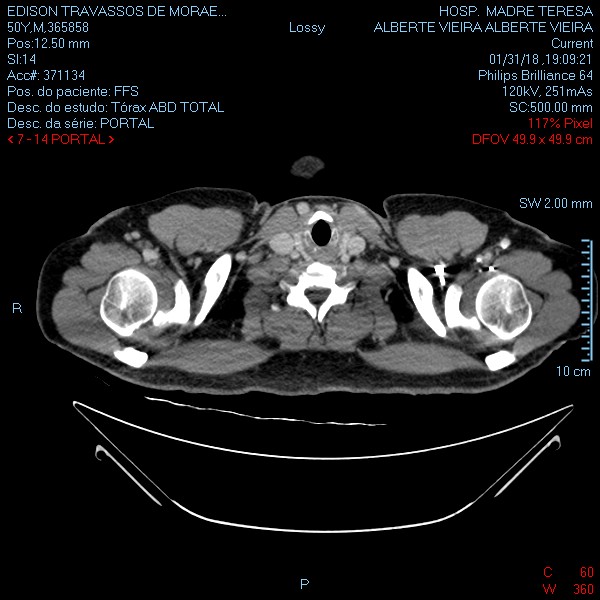 EDISON TRAVASSOS DE MORAE...
50Y,M,365858
Pos:12.50 mm
SI:14
Acc#: 371134
Pos. do paciente: FFS
Desc. do estudo: Tórax ABD TOTAL
Desc. da série: PORTAL
< 7 - 14 PORTAL >
Lossy
HOSP. MADRE TERESA
ALBERTE VIEIRA ALBERTE VIEIRA
Current
01/31/18 ,19:09:21
Philips Brilliance 64
120kV, 251mAs
SC:500.00 mm
117% Pixel
DFOV 49.9 x 49.9 cm
SW 2.00 mm
R
10 cm
P
C 60
W 360